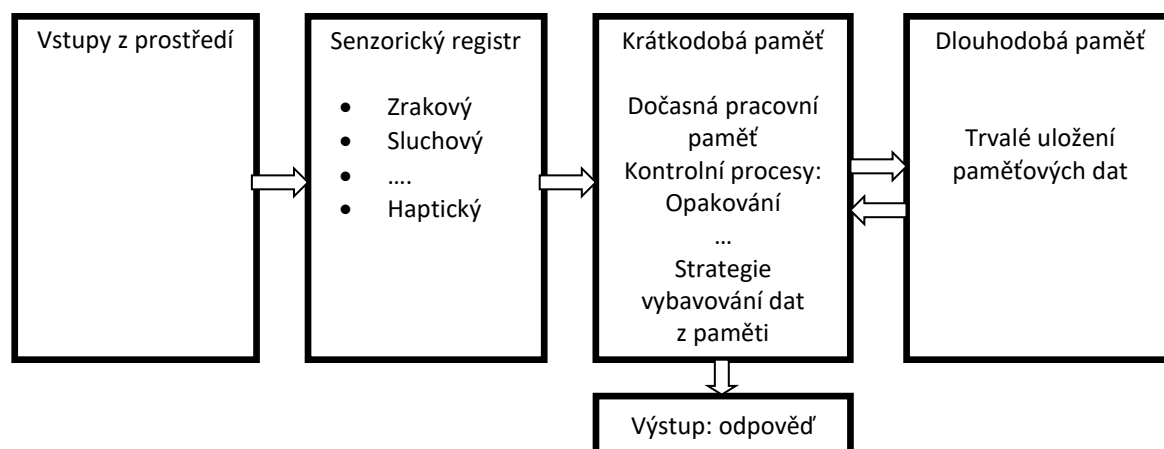 Vstupy z prostředí
Senzorický registr
• Zrakový
• Sluchový
• ....
• Haptický
Krátkodobá paměť
Dočasná pracovní
paměť
Kontrolní procesy:
Opakování
...
Strategie
vybavování dat
z paměti
Dlouhodobá paměť
Trvalé uložení
paměťových dat
Výstup: odpověď